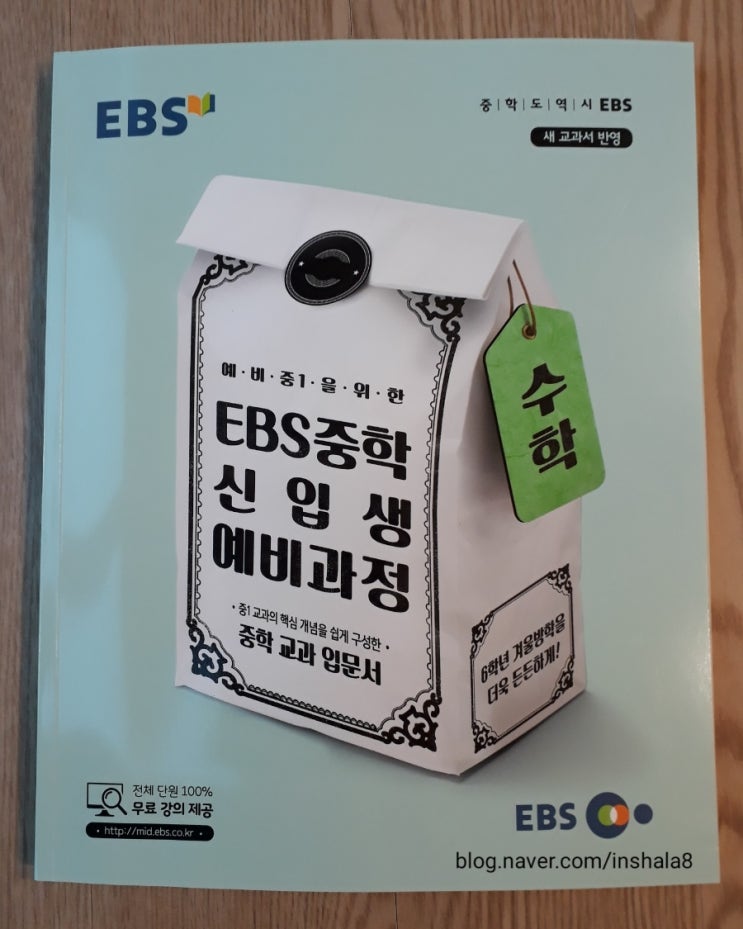 EBS
중|학|도|역|시 EBS
새 교과서 반영
예·비·중1·을·위·한
EBS중학
신입생
예비과정
• 중1 교과의 핵심 개념을 쉽게 구성한 •
중학 교과 입문서
수학
6학년 겨울방학을
더욱 든든하게!
전체 단원 100%
무료 강의 제공
• http://mid.ebs.co.kr •
EBS
blog.naver.com/inshala8